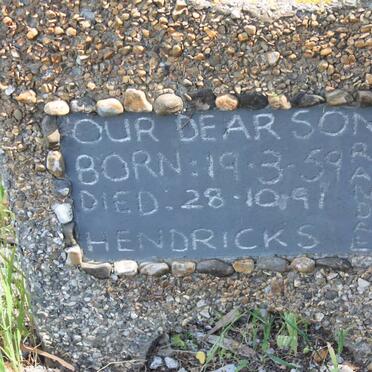 OUR DEAR SON
BORN: 19-3-59
DIED. 28-10.91
HENDRICKS